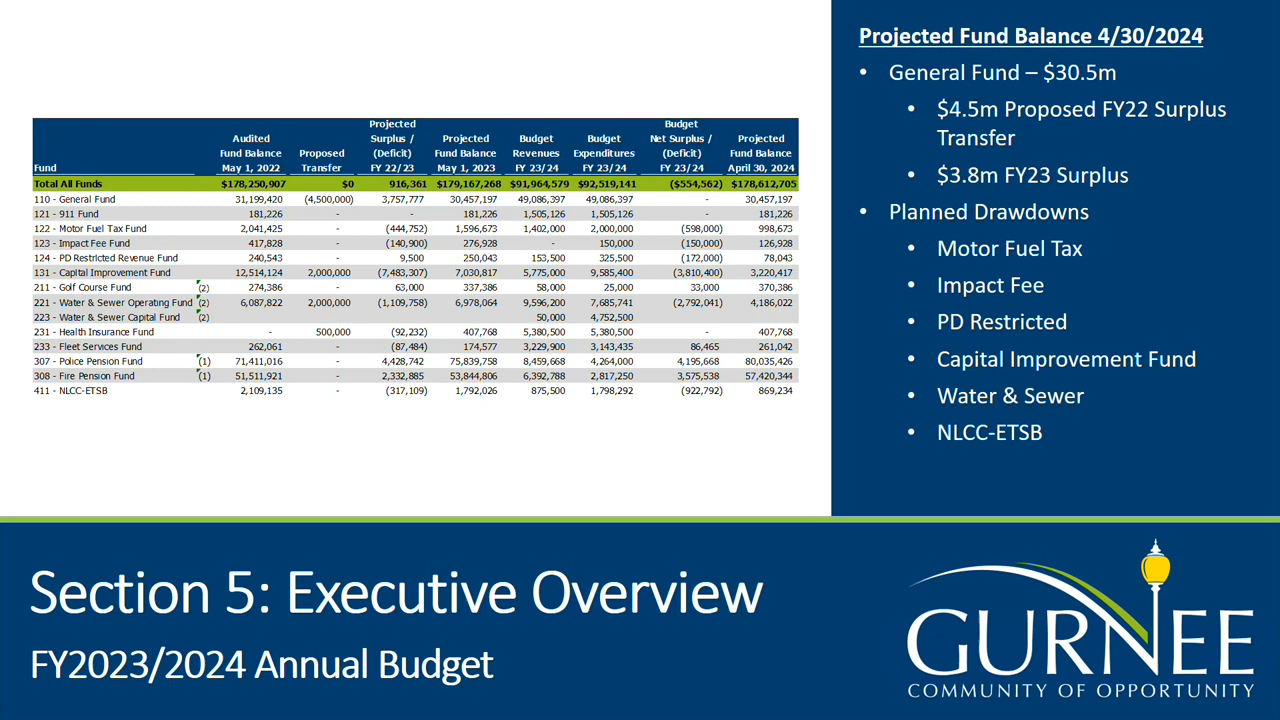 Projected Surplus / (Deficit) FY 22/23
Budget Net Surplus / (Deficit) FY 23/24
Fund Audited Fund Balance May 1, 2022 Proposed Transfer Projected Fund Balance May 1, 2023 Budget Revenues FY 23/24 Budget Expenditures FY 23/24 Projected Fund Balance April 30, 2024
Total All Funds $178,250,907 $0 916,361 $179,167,268 $91,964,579 $92,519,141 ($554,562) $178,612,705
110 - General Fund 31,199,420 (4,500,000) 3,757,777 30,457,197 49,086,397 49,086,397 - 30,457,197
121 - 911 Fund 181,226 - - 181,226 1,505,126 1,505,126 - 181,226
122 - Motor Fuel Tax Fund 2,041,425 - (444,752) 1,596,673 1,402,000 2,000,000 (598,000) 998,673
123 - Impact Fee Fund 417,828 - (140,900) 276,928 - 150,000 (150,000) 126,928
124 - PD Restricted Revenue Fund 240,543 - 9,500 250,043 153,500 325,500 (172,000) 78,043
131 - Capital Improvement Fund 12,514,124 2,000,000 (7,483,307) 7,030,817 5,775,000 9,585,400 (3,810,400) 3,220,417
211 - Golf Course Fund (2) 274,386 - 63,000 337,386 58,000 25,000 33,000 370,386
221 - Water & Sewer Operating Fund (2) 6,087,822 2,000,000 (1,109,758) 6,978,064 9,596,200 7,685,741 (2,792,041) 4,186,022
223 - Water & Sewer Capital Fund (2) 50,000 4,752,500
231 - Health Insurance Fund - 500,000 (92,232) 407,768 5,380,500 5,380,500 - 407,768
233 - Fleet Services Fund 262,061 - (87,484) 174,577 3,229,900 3,143,435 86,465 261,042
307 - Police Pension Fund (1) 71,411,016 - 4,428,742 75,839,758 8,459,668 4,264,000 4,195,668 80,035,426
308 - Fire Pension Fund (1) 51,511,921 - 2,332,885 53,844,806 6,392,788 2,817,250 3,575,538 57,420,344
411 - NLCC-ETSB 2,109,135 - (317,109) 1,792,026 875,500 1,798,292 (922,792) 869,234
Projected Fund Balance 4/30/2024
• General Fund – $30.5m
• $4.5m Proposed FY22 Surplus
Transfer
• $3.8m FY23 Surplus
• Planned Drawdowns
• Motor Fuel Tax
• Impact Fee
• PD Restricted
• Capital Improvement Fund
• Water & Sewer
• NLCC-ETSB
Section 5: Executive Overview
FY2023/2024 Annual Budget
GURNEE
COMMUNITY OF OPPORTUNITY